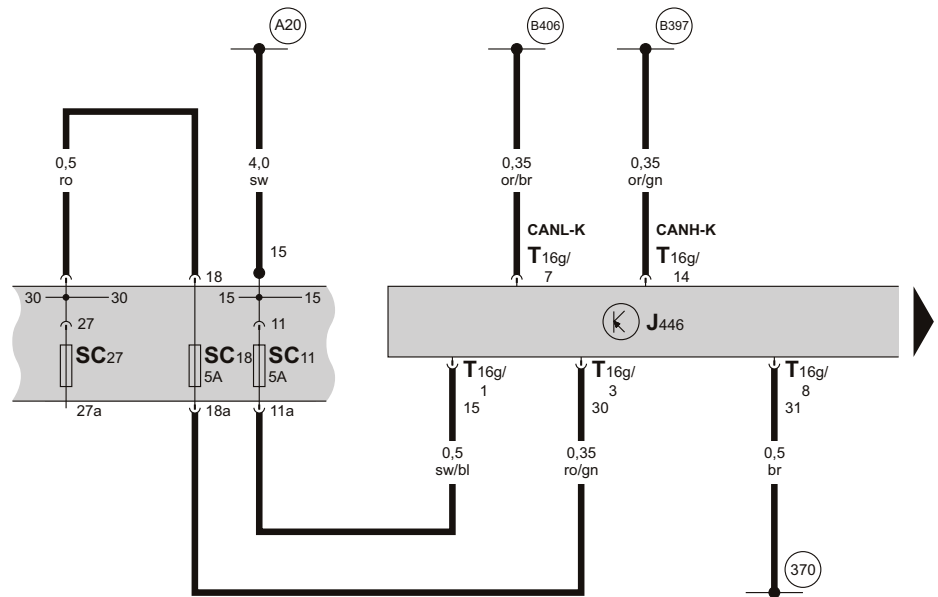 A20
B406
B397
0,5
ro
4,0
sw
0,35
or/br
0,35
or/gn
CANL-K
CANH-K
15
T16g/
7
T16g/
14
18
30 30
15 15
27
11
J446
SC27
SC18
5A
SC11
5A
27a
18a
11a
T16g/
1
15
T16g/
3
30
T16g/
8
31
0,5
sw/bl
0,35
ro/gn
0,5
br
370